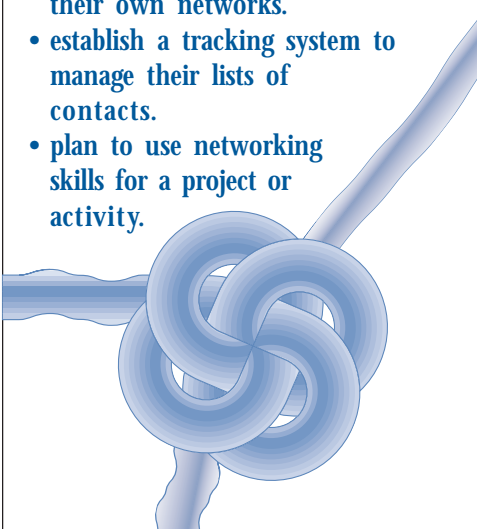 their own networks.
• establish a tracking system to
manage their lists of
contacts.
• plan to use networking
skills for a project or
activity.